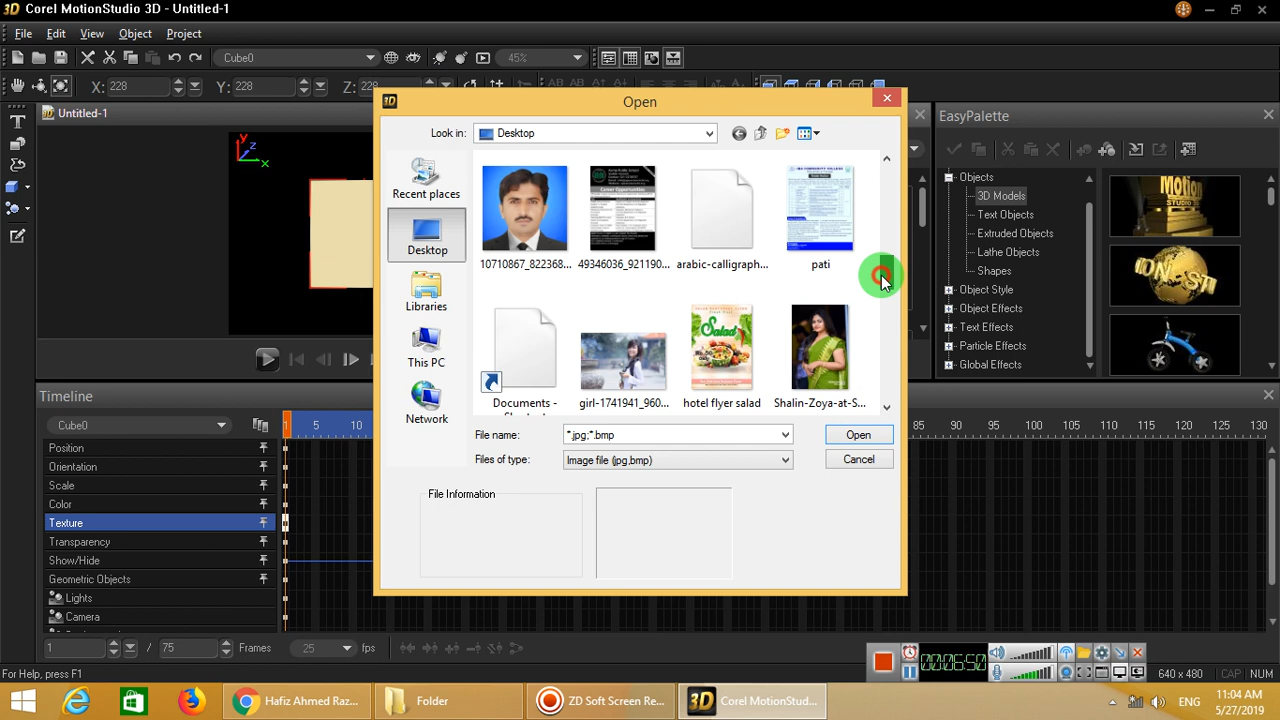 Corel MotionStudio 3D - Untitled-1
File Edit View Object Project
Cube0 45%
X: 228 Y: 228 Z: 228
Untitled-1
Open
Look in: Desktop
Recent places
Desktop
Libraries
This PC
Network
10710867_822368... 49346036_921190... arabic-calligraph... pati
Documents - girl-1741941_960... hotel flyer salad Shalin-Zoya-at-S...
File name: *.jpg;*.bmp Open
Files of type: Image file (jpg,bmp) Cancel
File Information
EasyPalette
Objects
3D Models
Text Objects
Extruded Objects
Lathe Objects
Shapes
Object Style
Object Effects
Text Effects
Particle Effects
Global Effects
Timeline
Cube0 1 5 10 85 90 95 100 105 110 115 120 125 130
Position
Orientation
Scale
Color
Texture
Transparency
Show/Hide
Geometric Objects
Lights
Camera
1 / 75 Frames 25 fps
For Help, press F1
00:06:50
640 x 480 CAP NUM
Hafiz Ahmed Raz... Folder ZD Soft Screen Re... Corel MotionStud...
ENG
11:04 AM
5/27/2019